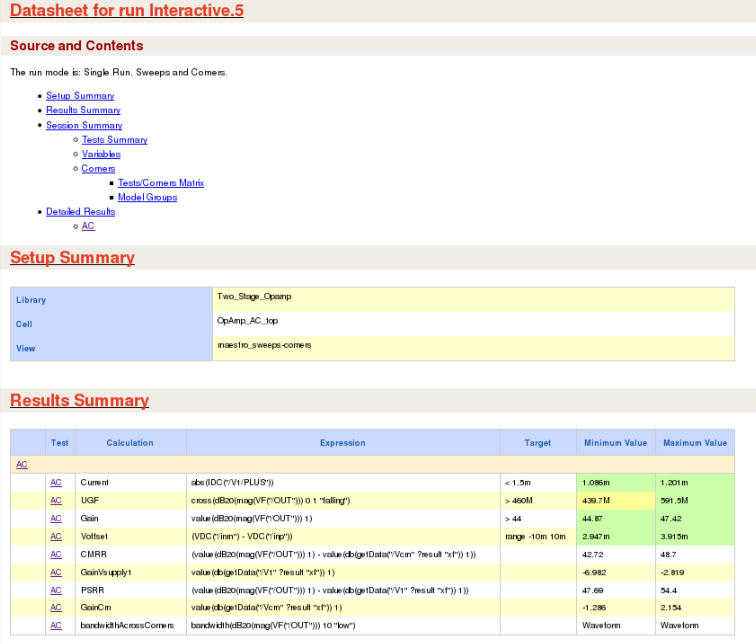 Datasheet for run Interactive.5
Source and Contents
The run mode is: Single Run. Sweeps and Corners.
Setup Summary
Results Summary
Session Summary
Tests Summary
Variables
Corners
Tests/Corners Matrix
Model Groups
Detailed Results
AC
Setup Summary
Library Two_Stage_Opamp
Cell OpAmp_AC_top
View maestro_sweeps-corners
Results Summary
Test Calculation Expression Target Minimum Value Maximum Value
AC
AC Current abs(IDC("/V1/PLUS")) < 1.5m 1.086m 1.201m
AC UGF cross(dB20(mag(VF("/OUT"))) 0 1 "falling") > 460M 439.7M 591.5M
AC Gain value(dB20(mag(VF("/OUT"))) 1) > 44 44.87 47.42
AC Voffset1 (VDC("/inm") - VDC("/inp")) range -10m 10m 2.947m 3.915m
AC CMRR (value(dB20(mag(VF("/OUT"))) 1) - value(db(getData("/Vcm" ?result "xf")) 1)) 42.72 48.7
AC GainVsupply1 value(db(getData("/V1" ?result "xf")) 1) -6.982 -2.819
AC PSRR (value(dB20(mag(VF("/OUT"))) 1) - value(db(getData("/V1" ?result "xf")) 1)) 47.69 54.4
AC GainCm value(db(getData("/Vcm" ?result "xf")) 1) -1.286 2.154
AC bandwidthAcrossCorners bandwidth(dB20(mag(VF("/OUT"))) 10 "low") Waveform Waveform